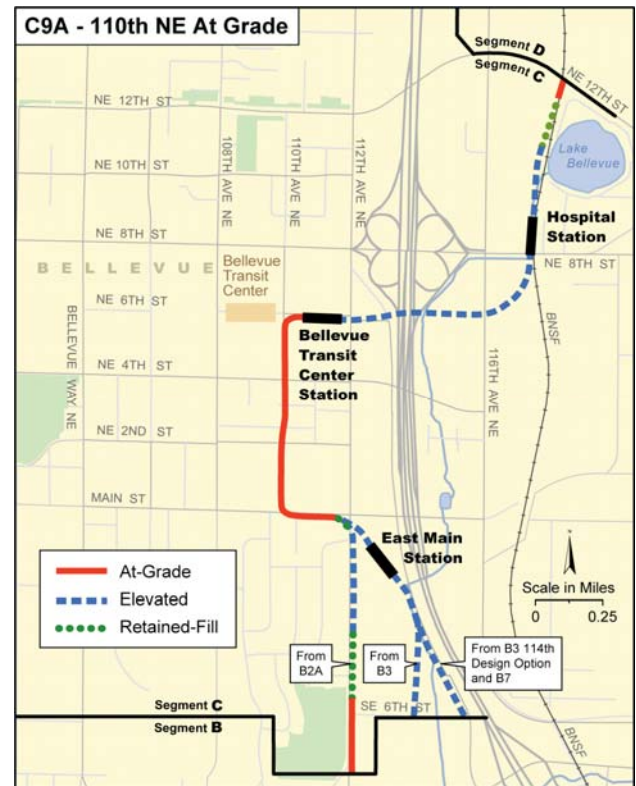 C9A - 110th NE At Grade
Segment D
Segment C
NE 12TH ST
NE 12TH ST
108TH AVE NE
110TH AVE NE
112TH AVE NE
Lake
Bellevue
NE 10TH ST
Hospital
Station
NE 8TH ST
NE 8TH ST
BELLEVUE
Bellevue
Transit
Center
NE 6TH ST
BNSF
Bellevue
Transit
Center
Station
BELLEVUE WAY NE
116TH AVE NE
NE 4TH ST
NE 2ND ST
MAIN ST
East Main
Station
At-Grade
Elevated
Retained-Fill
Scale in Miles
0 0.25
From
B2A
From
B3
From B3 114th
Design Option
and B7
SE 6TH ST
Segment C
Segment B
BNSF